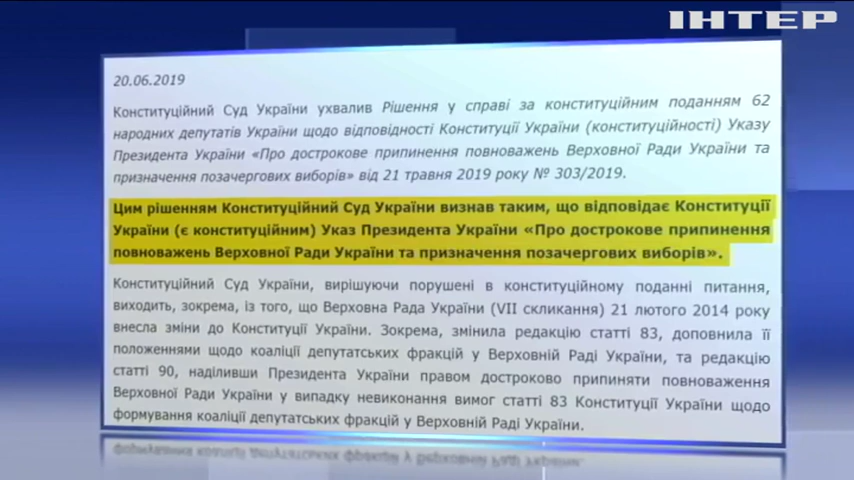 ІНТЕР
20.06.2019
Конституційний Суд України ухвалив Рішення у справі за конституційним поданням 62
народних депутатів України щодо відповідності Конституції України (конституційності) Указу
Президента України «Про дострокове припинення повноважень Верховної Ради України та
призначення позачергових виборів» від 21 травня 2019 року № 303/2019.
Цим рішенням Конституційний Суд України визнав таким, що відповідає Конституції
України (є конституційним) Указ Президента України «Про дострокове припинення
повноважень Верховної Ради України та призначення позачергових виборів».
Конституційний Суд України, вирішуючи порушені в конституційному поданні питання,
виходить, зокрема, із того, що Верховна Рада України (VII скликання) 21 лютого 2014 року
внесла зміни до Конституції України. Зокрема, змінила редакцію статті 83, доповнила її
положеннями щодо коаліції депутатських фракцій у Верховній Раді України, та редакцію
статті 90, наділивши Президента України правом достроково припиняти повноваження
Верховної Ради України у випадку невиконання вимог статті 83 Конституції України щодо
формування коаліції депутатських фракцій у Верховній Раді України.